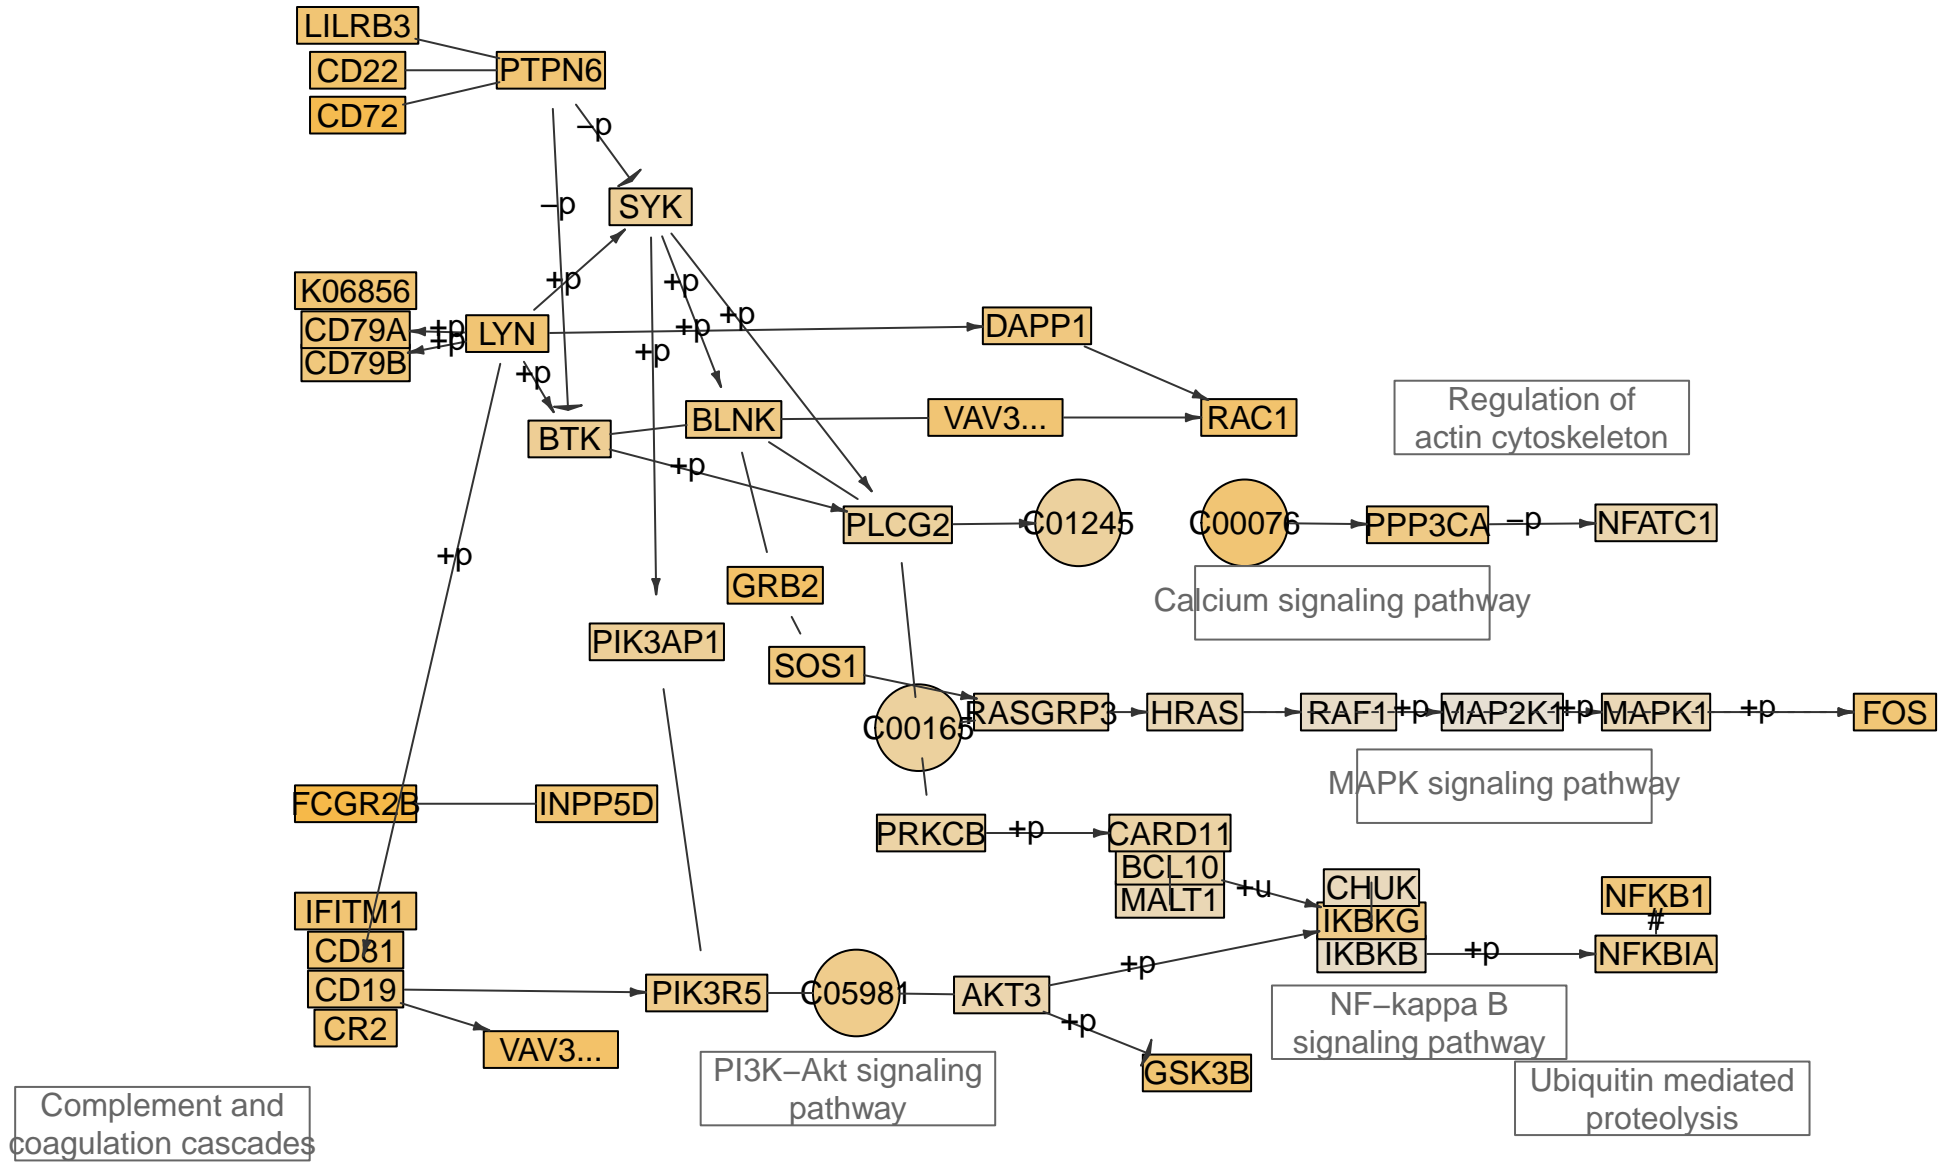 LILRB3
CD22
PTPN6
CD72
–p
–p
SYK
+p
+p
K06856
CD79A
+p
LYN
+p
+p
DAPP1
CD79B
+p
+p
+p
BTK
BLNK
VAV3...
RAC1
Regulation of
actin cytoskeleton
+p
PLCG2
C01245
C00076
PPP3CA
–p
NFATC1
+p
GRB2
Calcium signaling pathway
PIK3AP1
SOS1
C00165
RASGRP3
HRAS
RAF1
+p
MAP2K1
+p
MAPK1
+p
FOS
MAPK signaling pathway
FCGR2B
INPP5D
PRKCB
+p
CARD11
BCL10
MALT1
+u
CHUK
IKBKG
IKBKB
NFKB1
#
+p
NFKBIA
IFITM1
CD81
CD19
CR2
VAV3...
PIK3R5
C05981
AKT3
+p
+p
GSK3B
NF–kappa B
signaling pathway
PI3K–Akt signaling
pathway
Ubiquitin mediated
proteolysis
Complement and
coagulation cascades